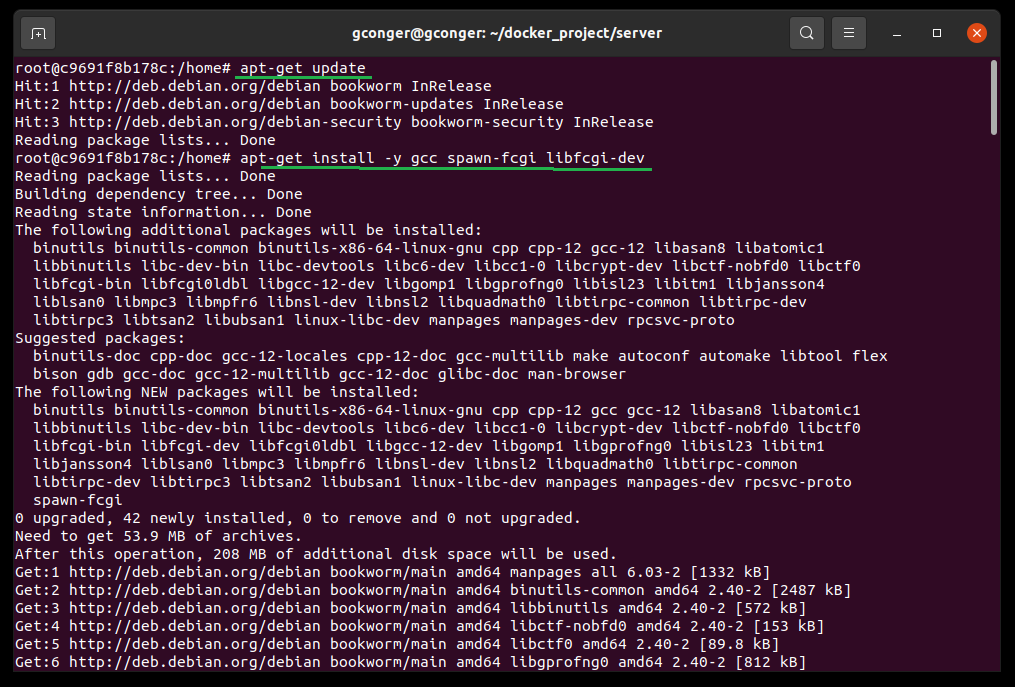 gconger@gconger: ~/docker_project/server
root@c9691f8b178c:/home# apt-get update
Hit:1 http://deb.debian.org/debian bookworm InRelease
Hit:2 http://deb.debian.org/debian bookworm-updates InRelease
Hit:3 http://deb.debian.org/debian-security bookworm-security InRelease
Reading package lists... Done
root@c9691f8b178c:/home# apt-get install -y gcc spawn-fcgi libfcgi-dev
Reading package lists... Done
Building dependency tree... Done
Reading state information... Done
The following additional packages will be installed:
  binutils binutils-common binutils-x86-64-linux-gnu cpp cpp-12 gcc-12 libasan8 libatomic1
  libbinutils libc-dev-bin libc-devtools libc6-dev libcc1-0 libcrypt-dev libctf-nobfd0 libctf0
  libfcgi-bin libfcgi0ldbl libgcc-12-dev libgomp1 libgprofng0 libisl23 libitm1 libjansson4
  liblsan0 libmpc3 libmpfr6 libnsl-dev libnsl2 libquadmath0 libtirpc-common libtirpc-dev
  libtirpc3 libtsan2 libubsan1 linux-libc-dev manpages manpages-dev rpcsvc-proto
Suggested packages:
  binutils-doc cpp-doc gcc-12-locales cpp-12-doc gcc-multilib make autoconf automake libtool flex
  bison gdb gcc-doc gcc-12-multilib gcc-12-doc glibc-doc man-browser
The following NEW packages will be installed:
  binutils binutils-common binutils-x86-64-linux-gnu cpp cpp-12 gcc gcc-12 libasan8 libatomic1
  libbinutils libc-dev-bin libc-devtools libc6-dev libcc1-0 libcrypt-dev libctf-nobfd0 libctf0
  libfcgi-bin libfcgi-dev libfcgi0ldbl libgcc-12-dev libgomp1 libgprofng0 libisl23 libitm1
  libjansson4 liblsan0 libmpc3 libmpfr6 libnsl-dev libnsl2 libquadmath0 libtirpc-common
  libtirpc-dev libtirpc3 libtsan2 libubsan1 linux-libc-dev manpages manpages-dev rpcsvc-proto
  spawn-fcgi
0 upgraded, 42 newly installed, 0 to remove and 0 not upgraded.
Need to get 53.9 MB of archives.
After this operation, 208 MB of additional disk space will be used.
Get:1 http://deb.debian.org/debian bookworm/main amd64 manpages all 6.03-2 [1332 kB]
Get:2 http://deb.debian.org/debian bookworm/main amd64 binutils-common amd64 2.40-2 [2487 kB]
Get:3 http://deb.debian.org/debian bookworm/main amd64 libbinutils amd64 2.40-2 [572 kB]
Get:4 http://deb.debian.org/debian bookworm/main amd64 libctf-nobfd0 amd64 2.40-2 [153 kB]
Get:5 http://deb.debian.org/debian bookworm/main amd64 libctf0 amd64 2.40-2 [89.8 kB]
Get:6 http://deb.debian.org/debian bookworm/main amd64 libgprofng0 amd64 2.40-2 [812 kB]